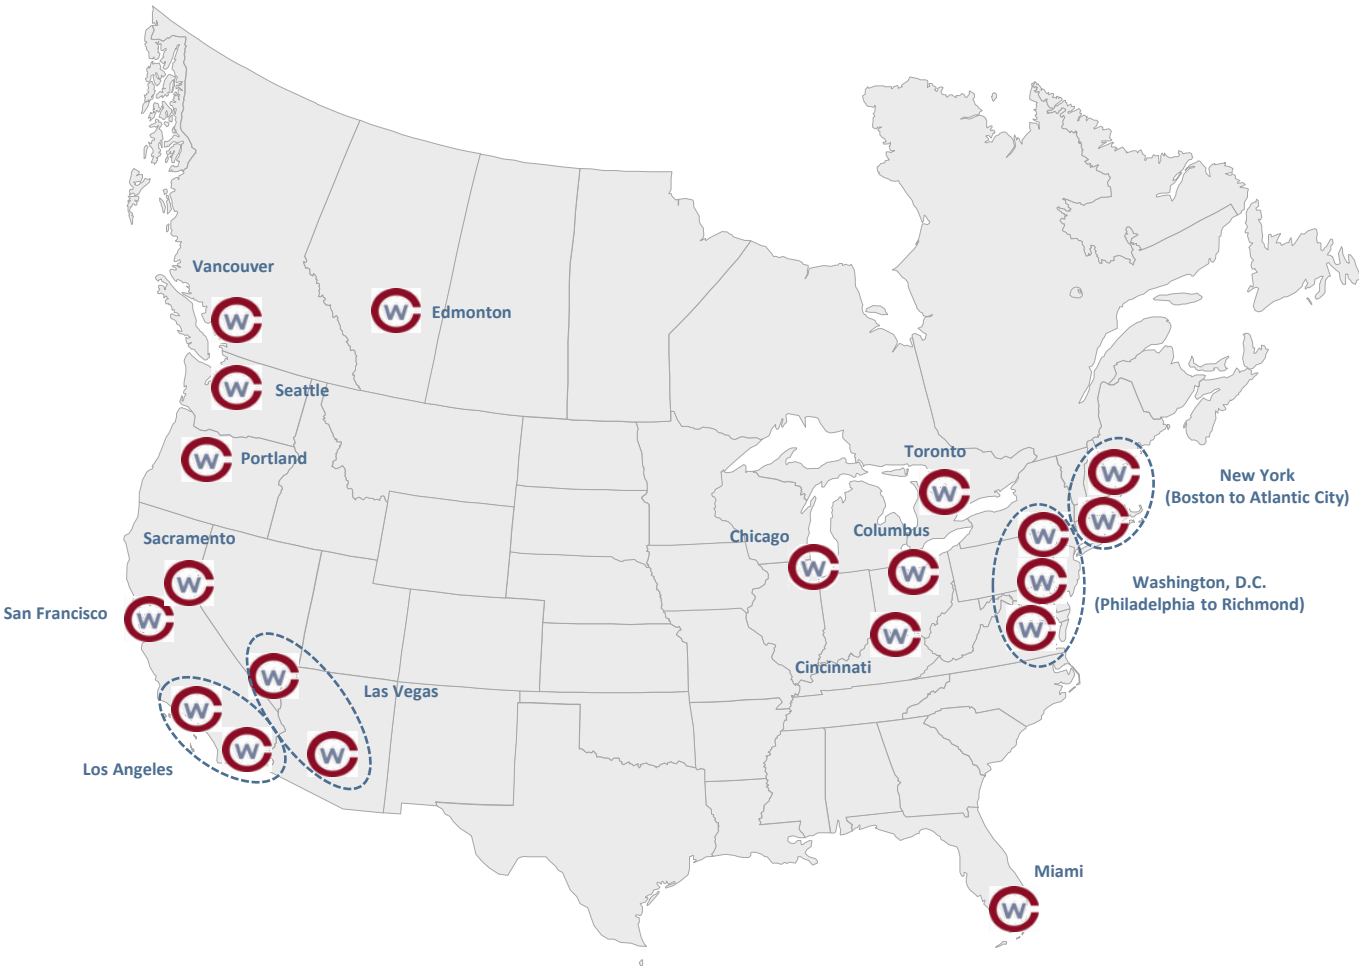 Vancouver
W
W
Edmonton
W
Seattle
W
Portland
Toronto
W
W
New York
(Boston to Atlantic City)
W
W
Washington, D.C.
(Philadelphia to Richmond)
W
W
Chicago
W
Columbus
W
W
Cincinnati
Sacramento
W
San Francisco
W
W
Las Vegas
W
W
W
Los Angeles
Miami
W